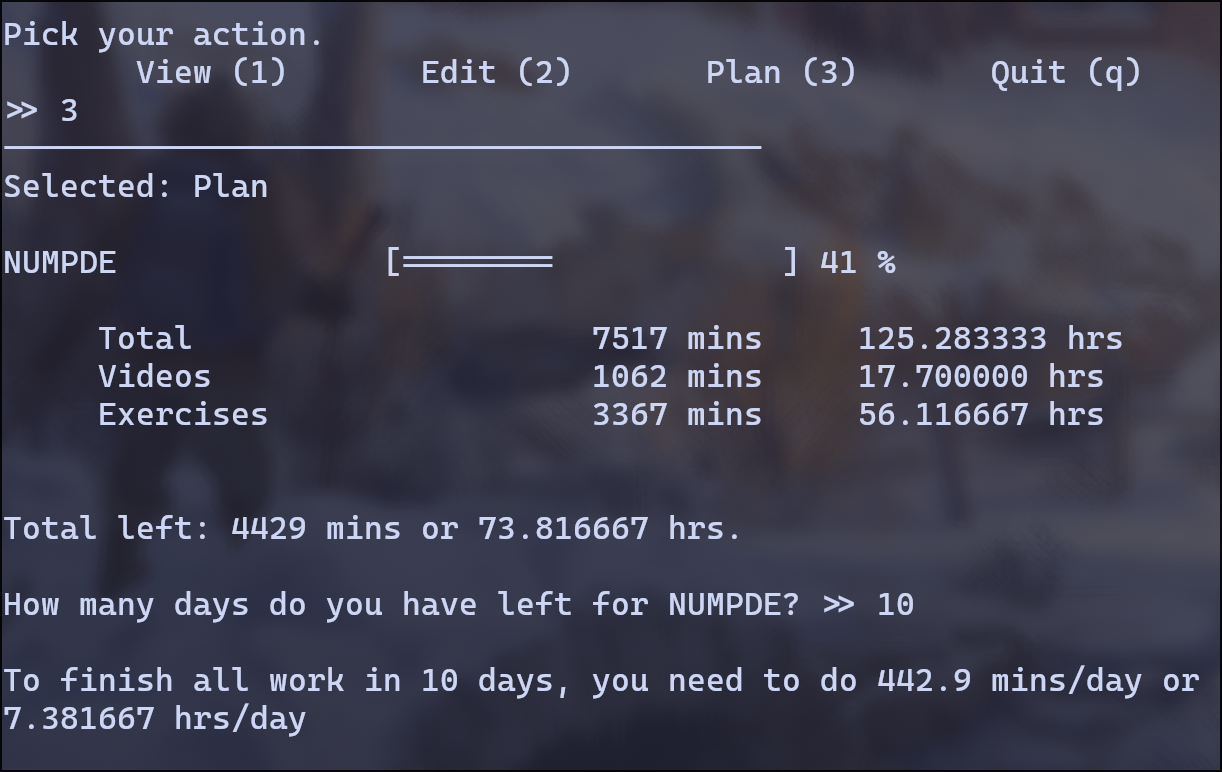 Pick your action.
View (1) Edit (2) Plan (3) Quit (q)
>> 3
Selected: Plan
NUMPDE [======== ] 41 %
Total 7517 mins 125.283333 hrs
Videos 1062 mins 17.700000 hrs
Exercises 3367 mins 56.116667 hrs
Total left: 4429 mins or 73.816667 hrs.
How many days do you have left for NUMPDE? >> 10
To finish all work in 10 days, you need to do 442.9 mins/day or
7.381667 hrs/day